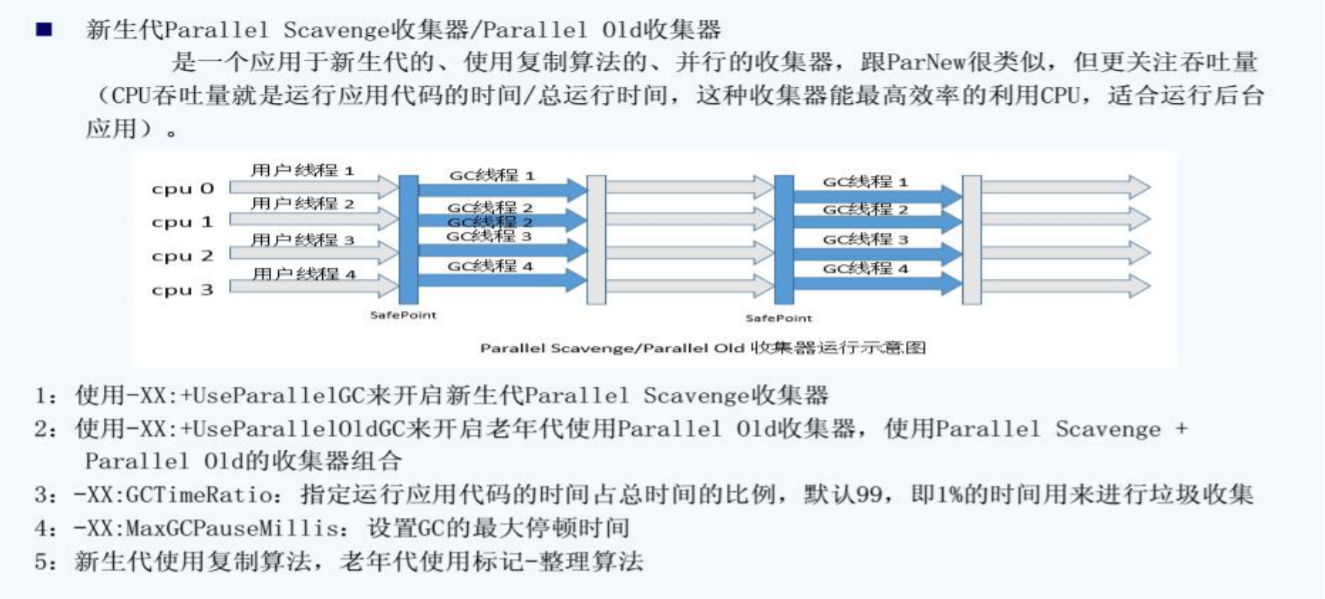 ■ 新生代Parallel Scavenge收集器/Parallel Old收集器
是一个应用于新生代的、使用复制算法的、并行的收集器，跟ParNew很类似，但更关注吞吐量
（CPU吞吐量就是运行应用代码的时间/总运行时间，这种收集器能最高效率的利用CPU，适合运行后台
应用）。
用户线程 1
GC线程 1
GC线程 1
cpu 0
用户线程 2
GC线程 2
GC线程 2
cpu 1
GC线程 2
用户线程 3
GC线程 3
GC线程 3
cpu 2
用户线程 4
GC线程 4
GC线程 4
cpu 3
SafePoint
SafePoint
Parallel Scavenge/Parallel Old 收集器运行示意图
1：使用-XX:+UseParallelGC来开启新生代Parallel Scavenge收集器
2：使用-XX:+UseParallelOldGC来开启老年代使用Parallel Old收集器，使用Parallel Scavenge +
Parallel Old的收集器组合
3：-XX:GCTimeRatio：指定运行应用代码的时间占总时间的比例，默认99，即1%的时间用来进行垃圾收集
4：-XX:MaxGCPauseMillis：设置GC的最大停顿时间
5：新生代使用复制算法，老年代使用标记-整理算法